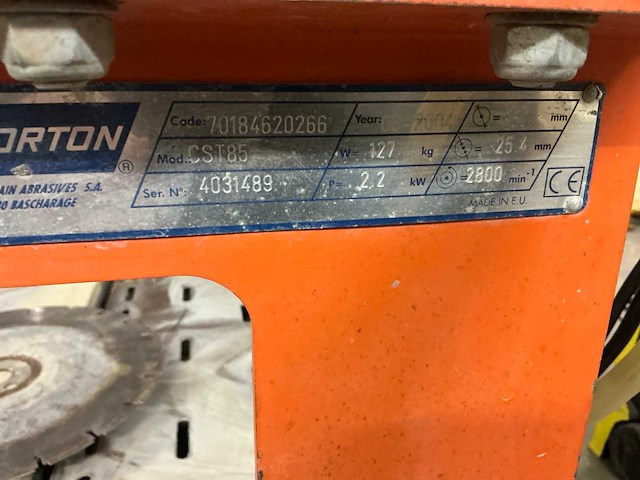 ORTON ®
AIN ABRASIVES S.A.
0 BASCHARAGE
Code: 70184620266 Year: = mm
Mod. CST85 W= 127 kg = 25.4 mm
Ser. N°: 4031489 P= 2.2 kW = 2800 min-1 CE
MADE IN E.U.